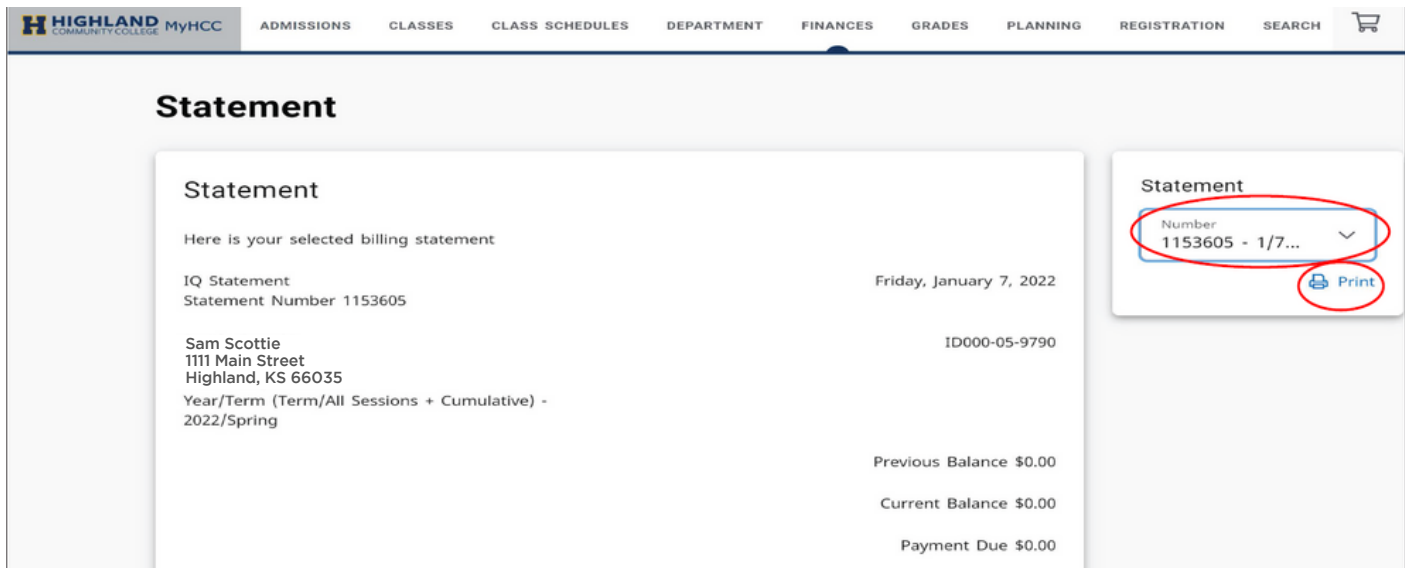 HIGHLAND COMMUNITY COLLEGE MyHCC ADMISSIONS CLASSES CLASS SCHEDULES DEPARTMENT FINANCES GRADES PLANNING REGISTRATION SEARCH
Statement
Statement
Here is your selected billing statement
IQ Statement Friday, January 7, 2022
Statement Number 1153605
Sam Scottie ID000-05-9790
1111 Main Street
Highland, KS 66035
Year/Term (Term/All Sessions + Cumulative) -
2022/Spring
Previous Balance $0.00
Current Balance $0.00
Payment Due $0.00
Statement
Number
1153605 - 1/7...
Print